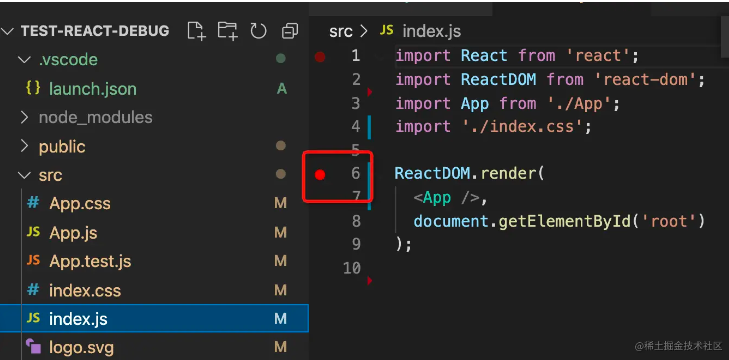 TEST-REACT-DEBUG
.vscode
{} launch.json A
node_modules
public
src
# App.css M
JS App.js M
JS App.test.js M
# index.css M
JS index.js M
logo.svg M
src > JS index.js
1 import React from 'react';
2 import ReactDOM from 'react-dom';
3 import App from './App';
4 import './index.css';
5
6 ReactDOM.render(
7 <App />,
8 document.getElementById('root')
9 );
10
@稀土掘金技术社区